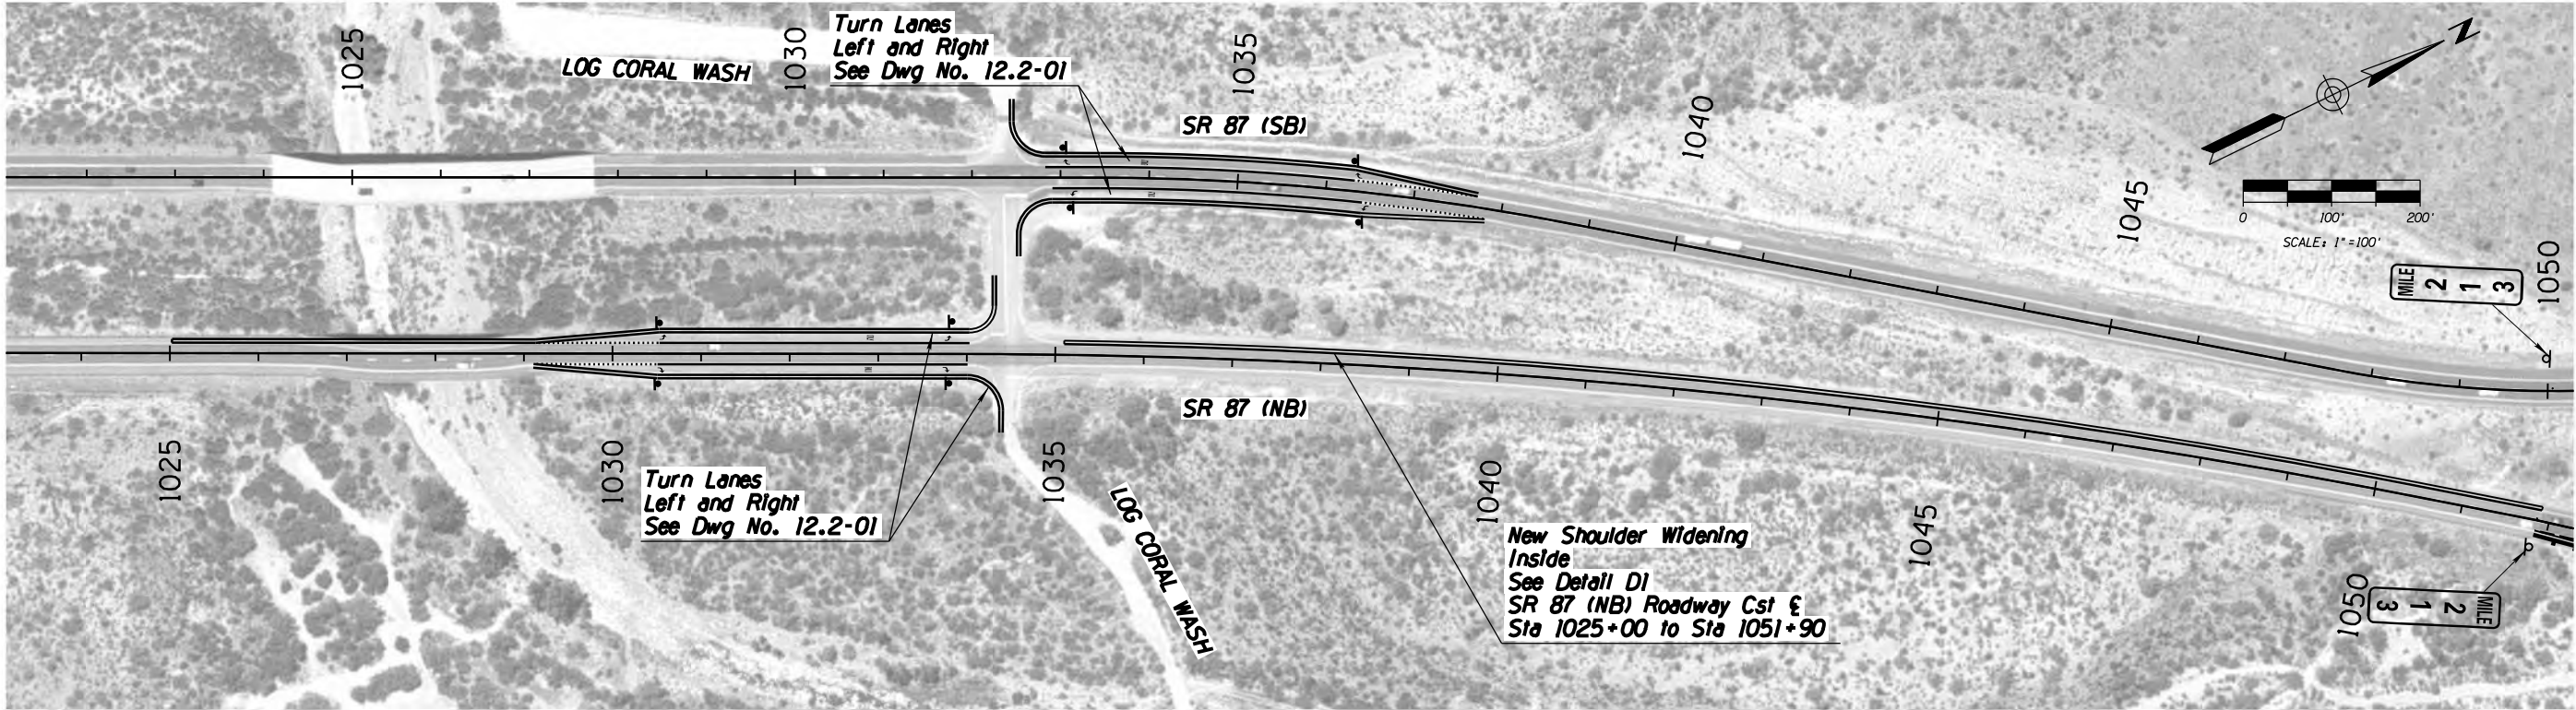 1025
LOG CORAL WASH
1030
Turn Lanes
Left and Right
See Dwg No. 12.2-01
1035
SR 87 (SB)
1040
1045
N
0 100' 200'
SCALE: 1"=100'
MILE
2
1
3
1050
SR 87 (NB)
1025
1030
Turn Lanes
Left and Right
See Dwg No. 12.2-01
1035
LOG CORAL WASH
1040
New Shoulder Widening
Inside
See Detail D1
SR 87 (NB) Roadway Cst ℄
Sta 1025+00 to Sta 1051+90
1045
1050
MILE
2
1
3